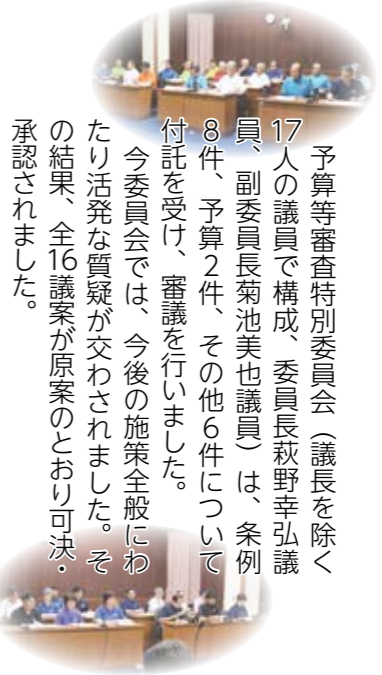 予算等審査特別委員会（議長を除く
17人の議員で構成、委員長萩野幸弘議
員、副委員長菊池美也議員）は、条例
8件、予算2件、その他6件について
付託を受け、審議を行いました。
今委員会では、今後の施策全般にわ
たり活発な質疑が交わされました。そ
の結果、全16議案が原案のとおり可決・
承認されました。